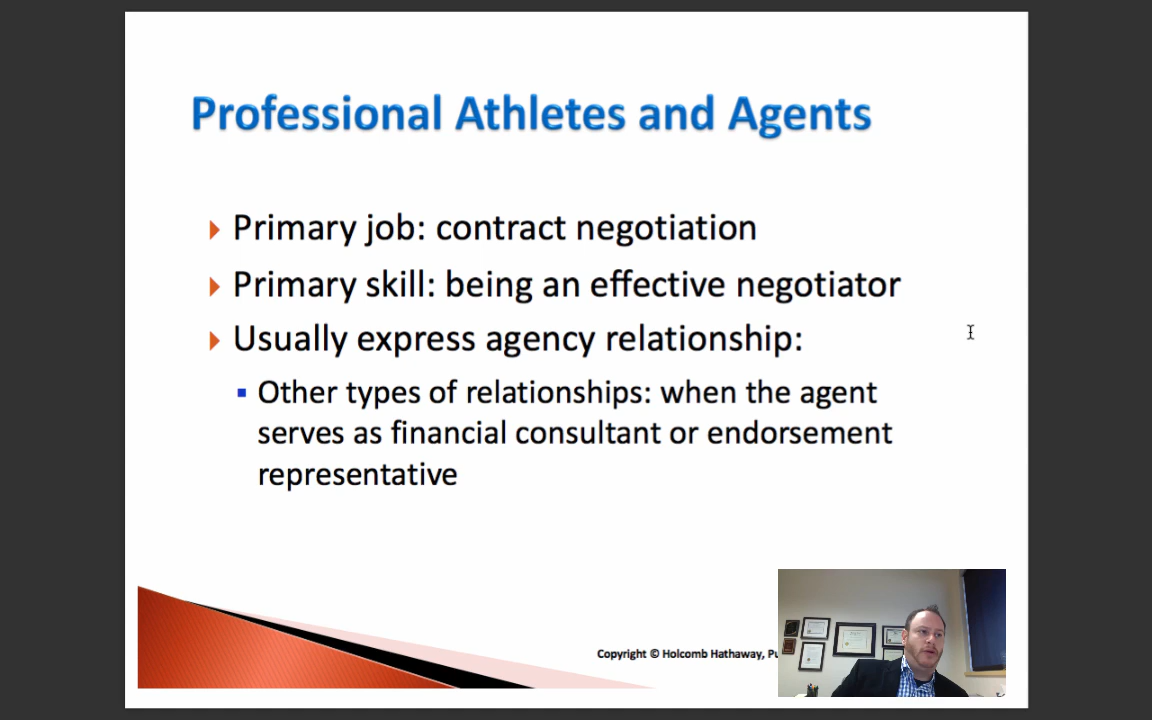 Professional Athletes and Agents
Primary job: contract negotiation
Primary skill: being an effective negotiator
Usually express agency relationship:
Other types of relationships: when the agent
serves as financial consultant or endorsement
representative
Copyright © Holcomb Hathaway,